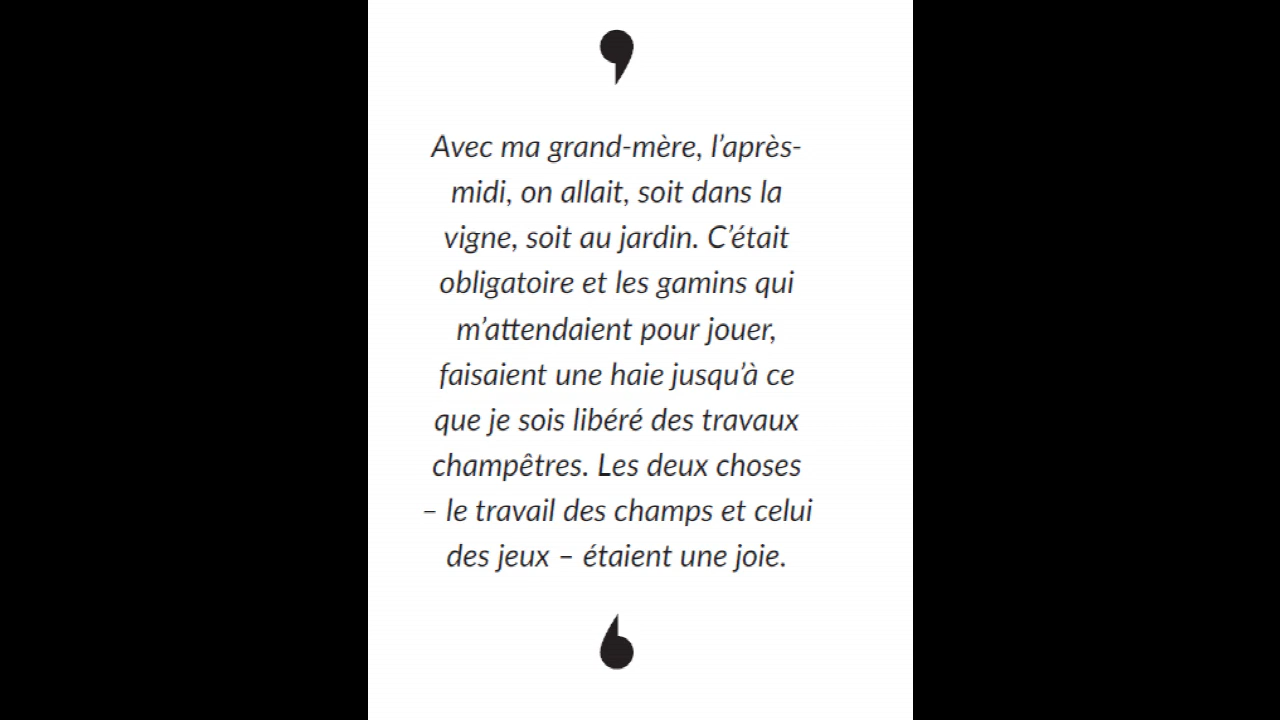 Avec ma grand-mère, l’après-
midi, on allait, soit dans la
vigne, soit au jardin. C’était
obligatoire et les gamins qui
m’attendaient pour jouer,
faisaient une haie jusqu’à ce
que je sois libéré des travaux
champêtres. Les deux choses
– le travail des champs et celui
des jeux – étaient une joie.